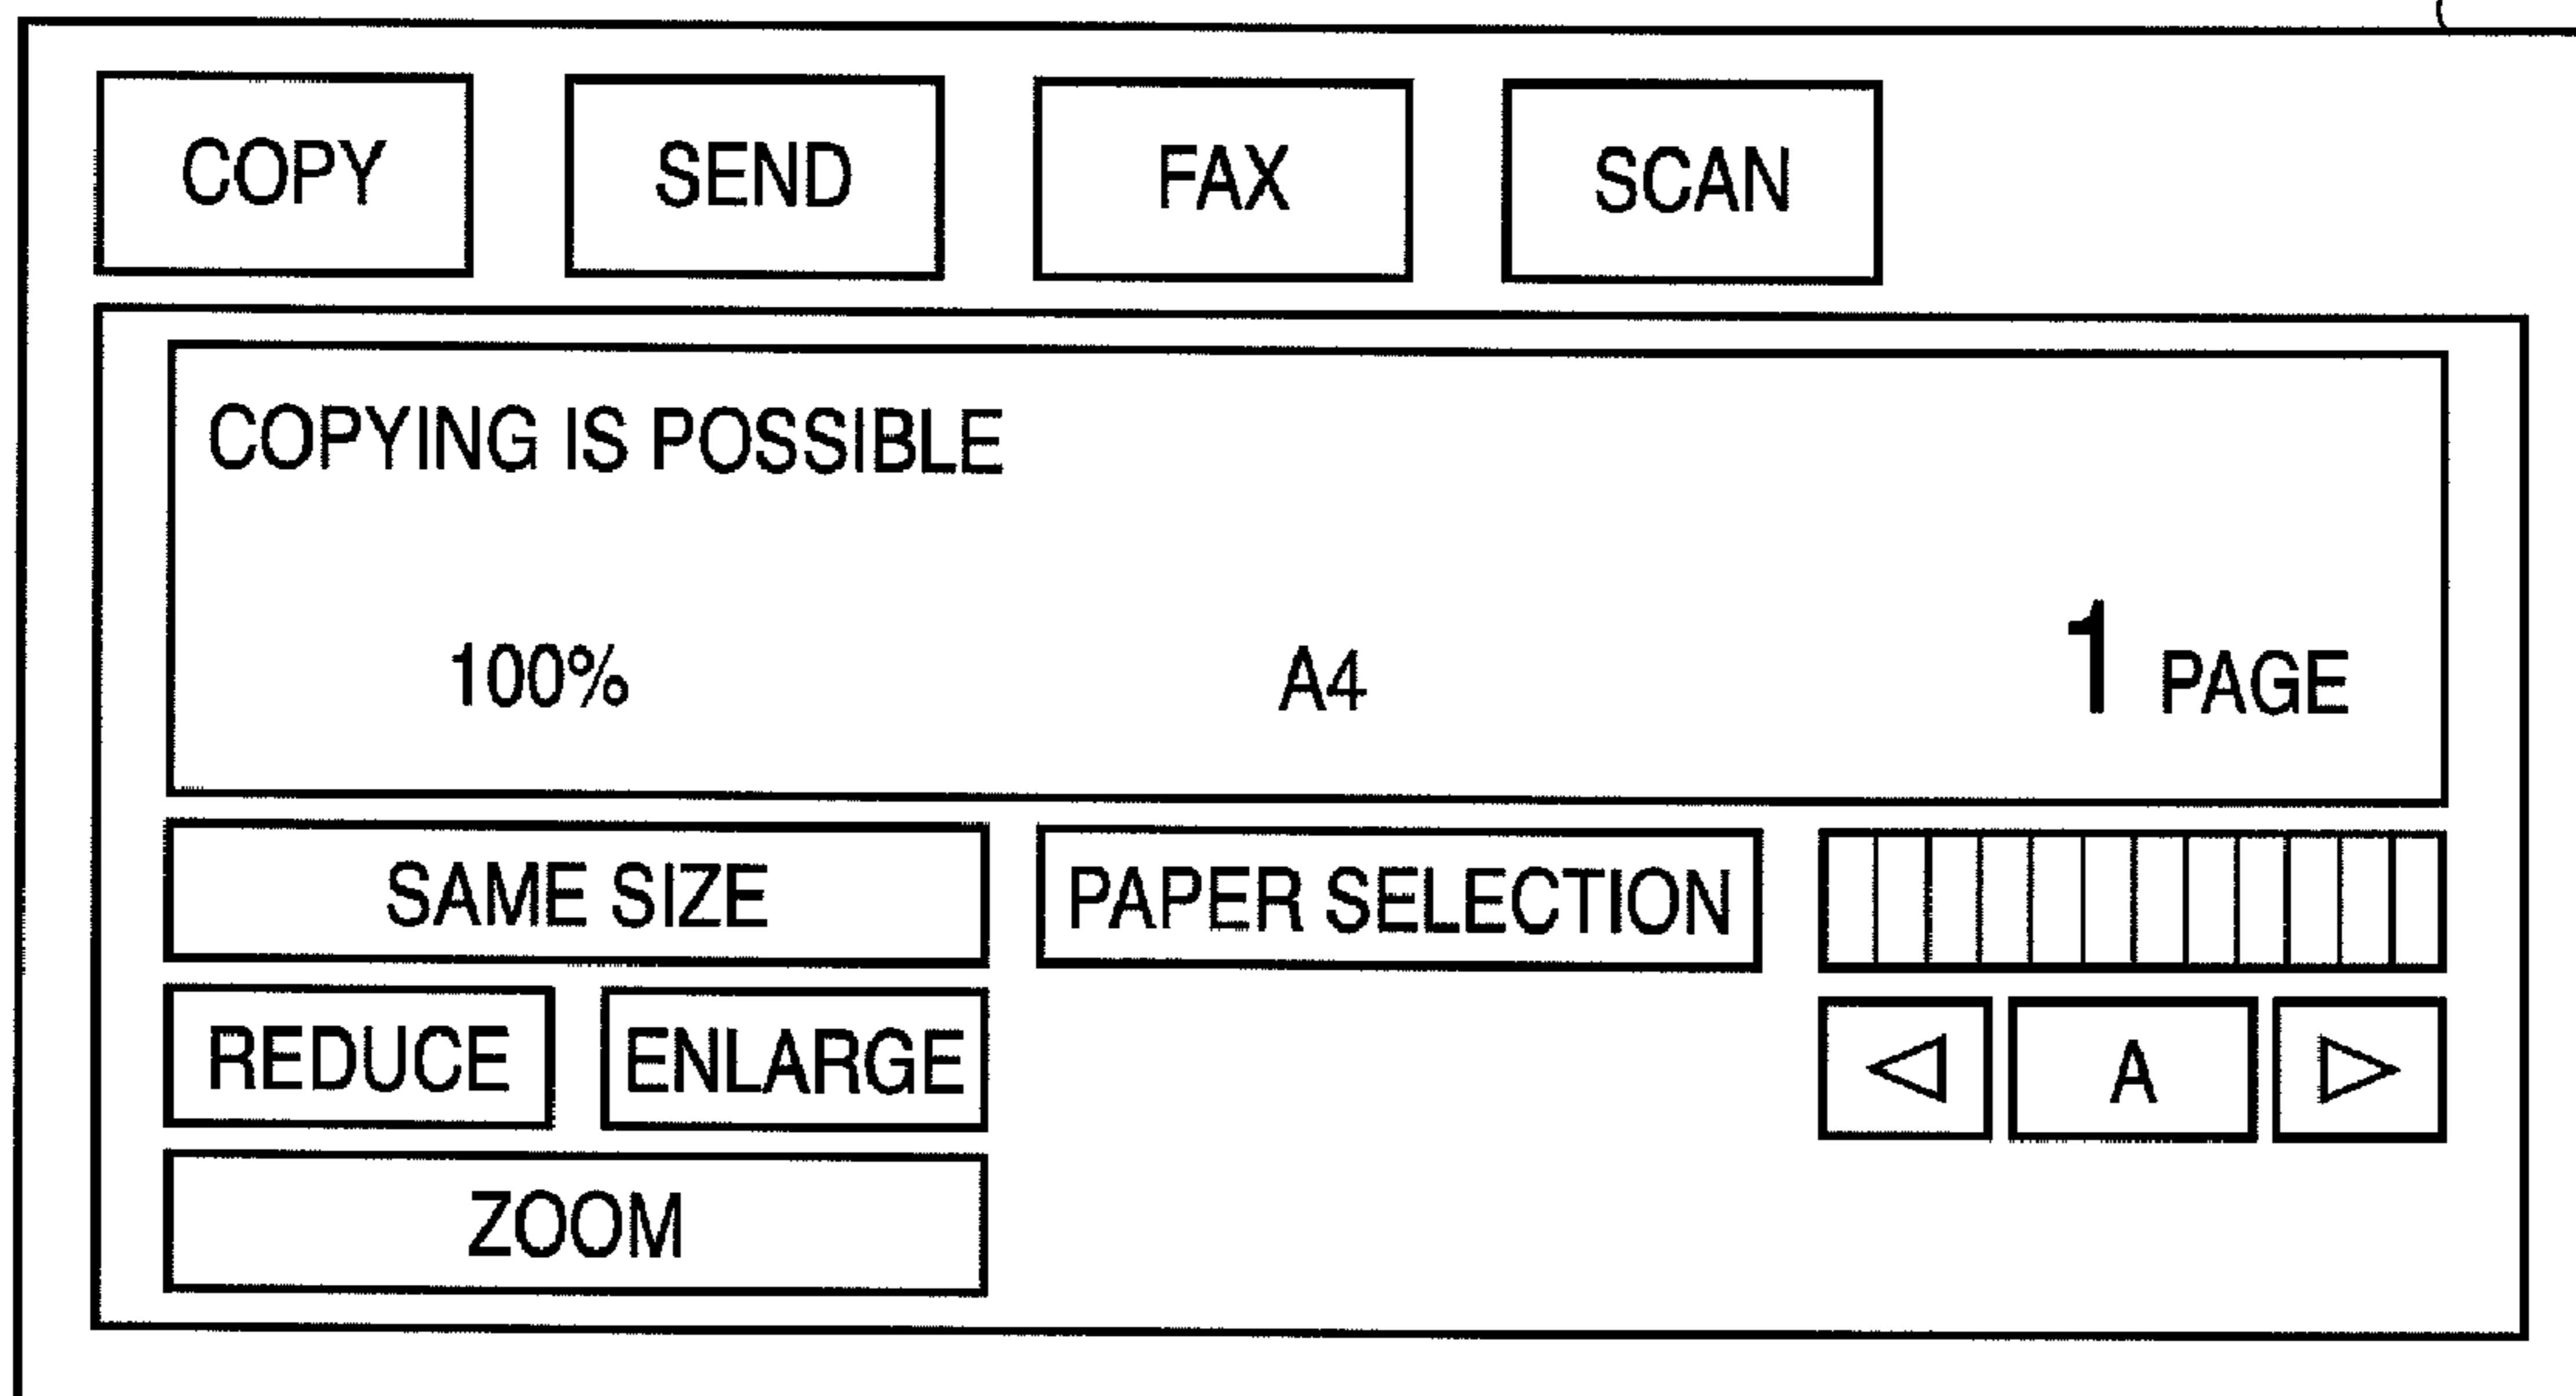 COPY SEND FAX SCAN
COPYING IS POSSIBLE
100% A4 1 PAGE
SAME SIZE PAPER SELECTION
REDUCE ENLARGE A
ZOOM